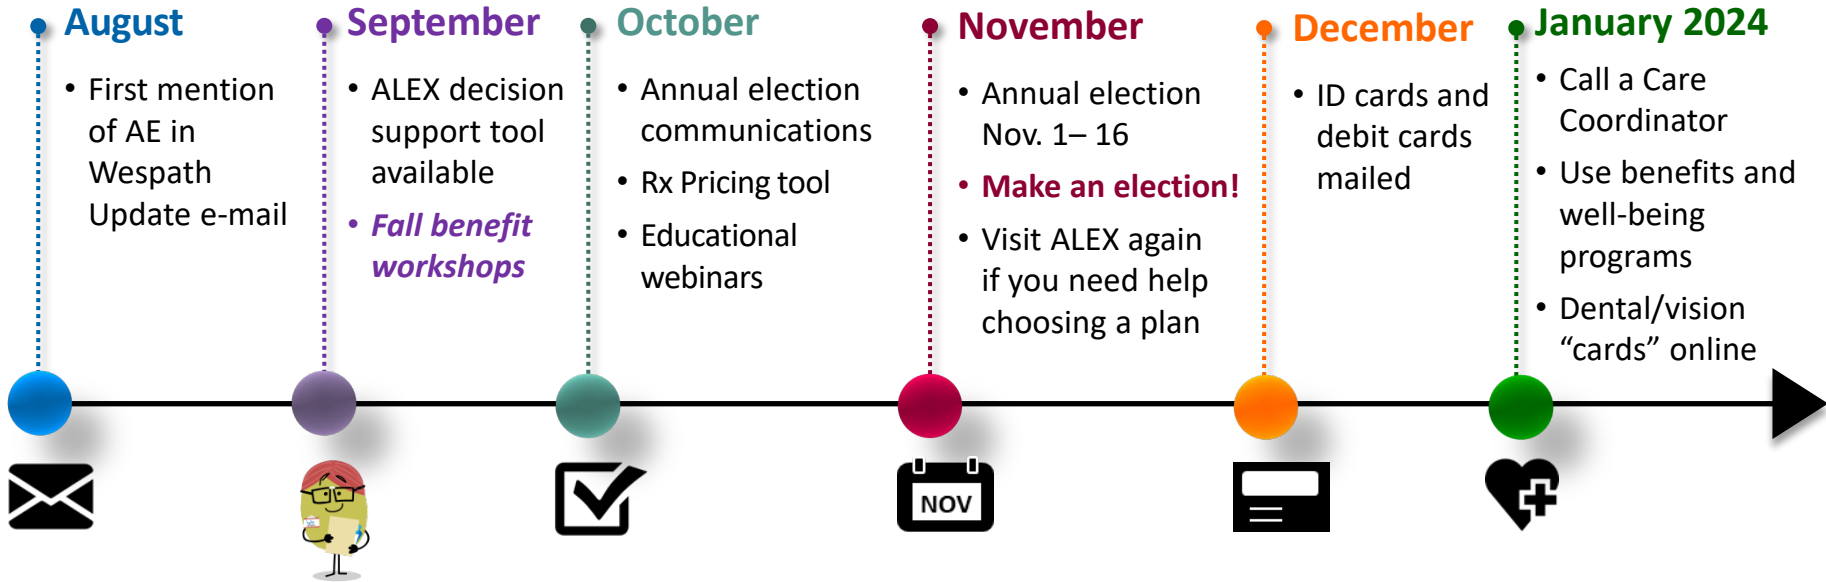 August
• First mention
of AE in
Wespath
Update e-mail
September
• ALEX decision
support tool
available
• Fall benefit
workshops
October
• Annual election
communications
• Rx Pricing tool
• Educational
webinars
November
• Annual election
Nov. 1– 16
• Make an election!
• Visit ALEX again
if you need help
choosing a plan
December
• ID cards and
debit cards
mailed
January 2024
• Call a Care
Coordinator
• Use benefits and
well-being
programs
• Dental/vision
“cards” online
NOV